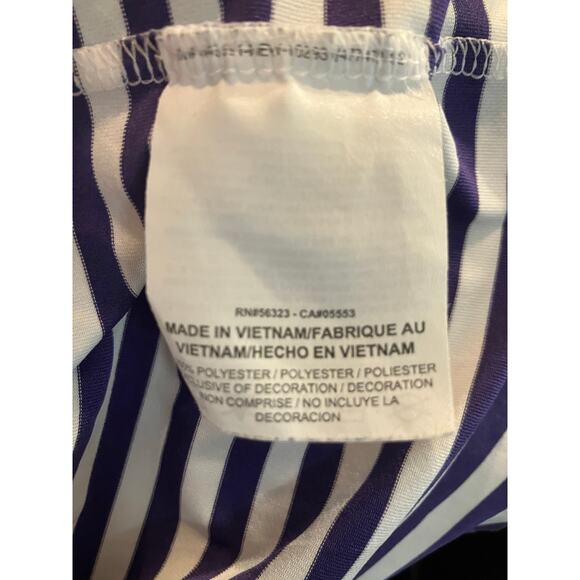 RN#56323 - CA#05553
MADE IN VIETNAM/FABRIQUE AU
VIETNAM/HECHO EN VIETNAM
POLYESTER / POLYESTER / POLIESTER
OF DECORATION / DECORATION
NON COMPRISE / NO INCLUYE LA
DECORACION